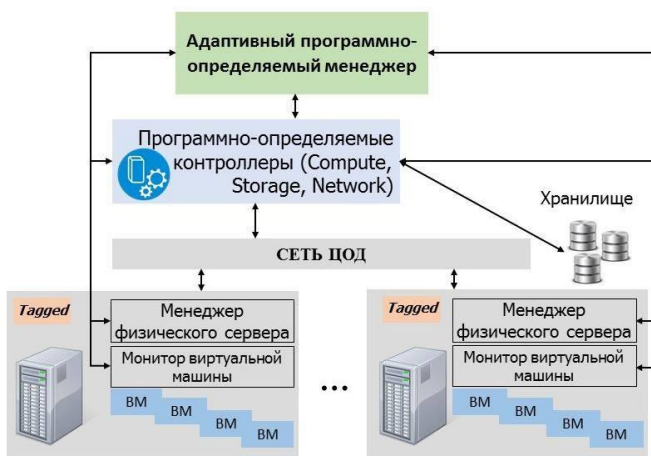 Адаптивный программно-
определяемый менеджер
Программно-определяемые
контроллеры (Compute,
Storage, Network)
Хранилище
СЕТЬ ЦОД
Tagged
Менеджер
физического сервера
Монитор виртуальной
машины
ВМ
ВМ
ВМ
ВМ
...
Tagged
Менеджер
физического сервера
Монитор виртуальной
машины
ВМ
ВМ
ВМ
ВМ